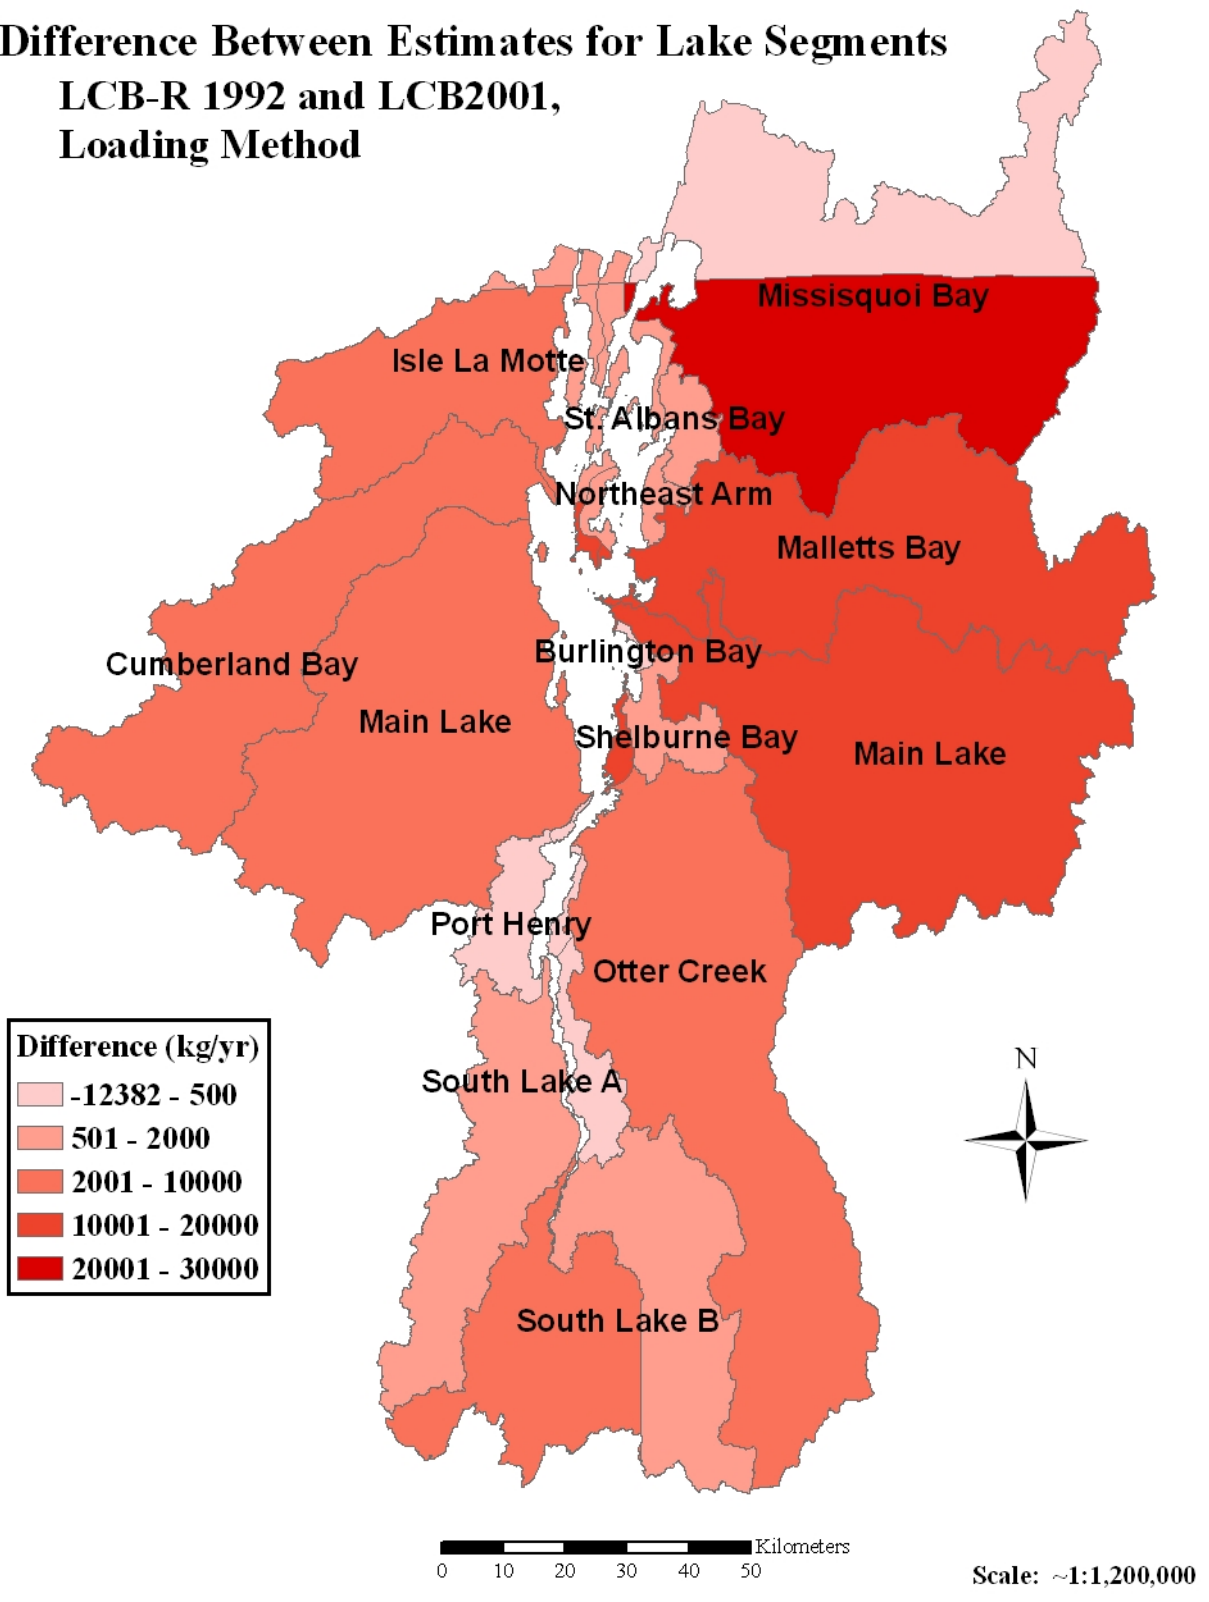 Difference Between Estimates for Lake Segments
LCB-R 1992 and LCB2001,
Loading Method
Missisquoi Bay
Isle La Motte
St. Albans Bay
Northeast Arm
Malletts Bay
Burlington Bay
Cumberland Bay
Main Lake
Shelburne Bay
Main Lake
Port Henry
Otter Creek
South Lake A
South Lake B
Difference (kg/yr)
-12382 - 500
501 - 2000
2001 - 10000
10001 - 20000
20001 - 30000
N
Kilometers
0 10 20 30 40 50
Scale: ~1:1,200,000